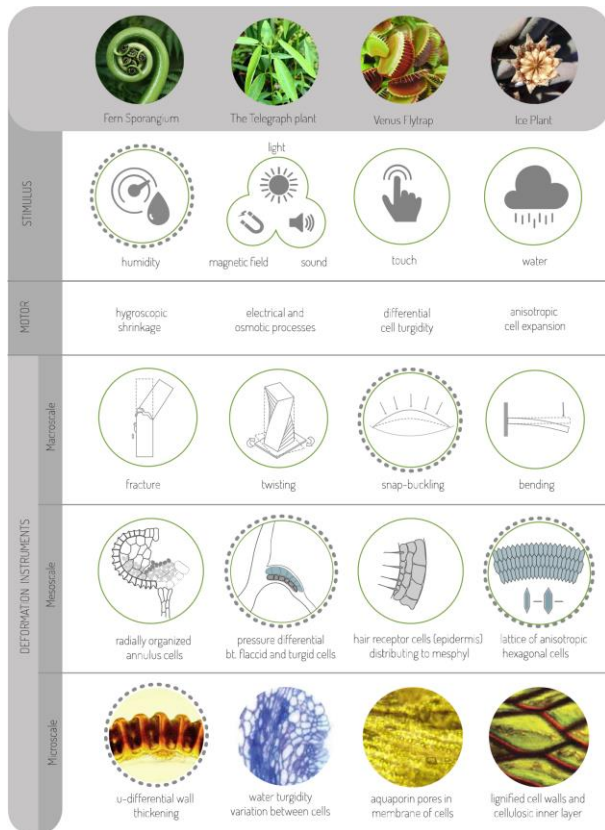 Fern Sporangium
The Telegraph plant
Venus Flytrap
Ice Plant
STIMULUS
light
humidity
magnetic field
sound
touch
water
MOTOR
hygroscopic
shrinkage
electrical and
osmotic processes
differential
cell turgidity
anisotropic
cell expansion
DEFORMATION INSTRUMENTS
Macroscale
fracture
twisting
snap-buckling
bending
Mesoscale
radially organized
annulus cells
pressure differential
bt. flaccid and turgid cells
hair receptor cells (epidermis)
distributing to mesphyl
lattice of anisotropic
hexagonal cells
Microscale
u-differential wall
thickening
water turgidity
variation between cells
aquaporin pores in
membrane of cells
lignified cell walls and
cellulosic inner layer